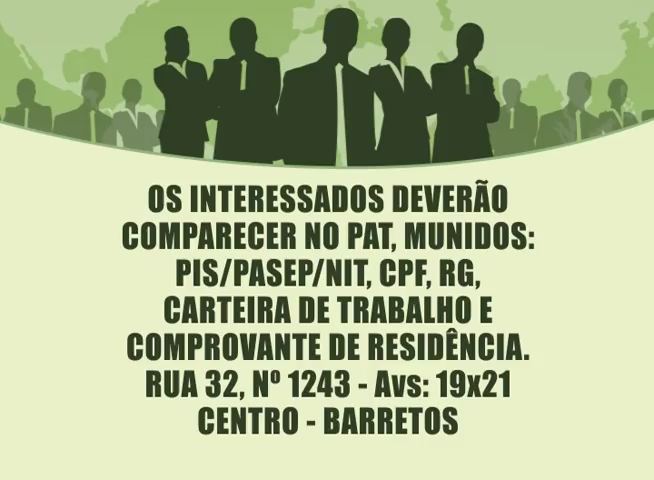 OS INTERESSADOS DEVERÃO
COMPARECER NO PAT, MUNIDOS:
PIS/PASEP/NIT, CPF, RG,
CARTEIRA DE TRABALHO E
COMPROVANTE DE RESIDÊNCIA.
RUA 32, Nº 1243 - Avs: 19x21
CENTRO - BARRETOS